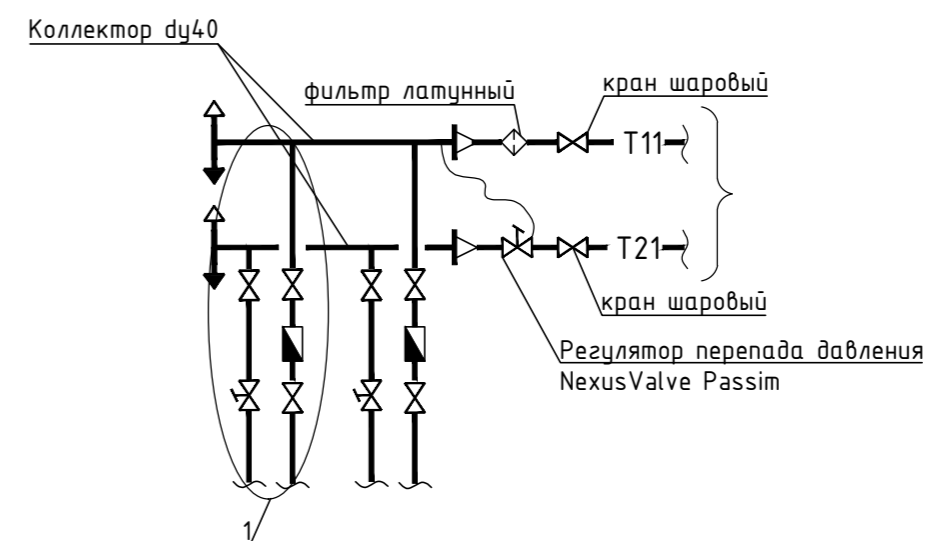 Коллектор dy40
фильтр латунный
кран шаровый
T11
T21
кран шаровый
Регулятор перепада давления
NexusValve Passim
1